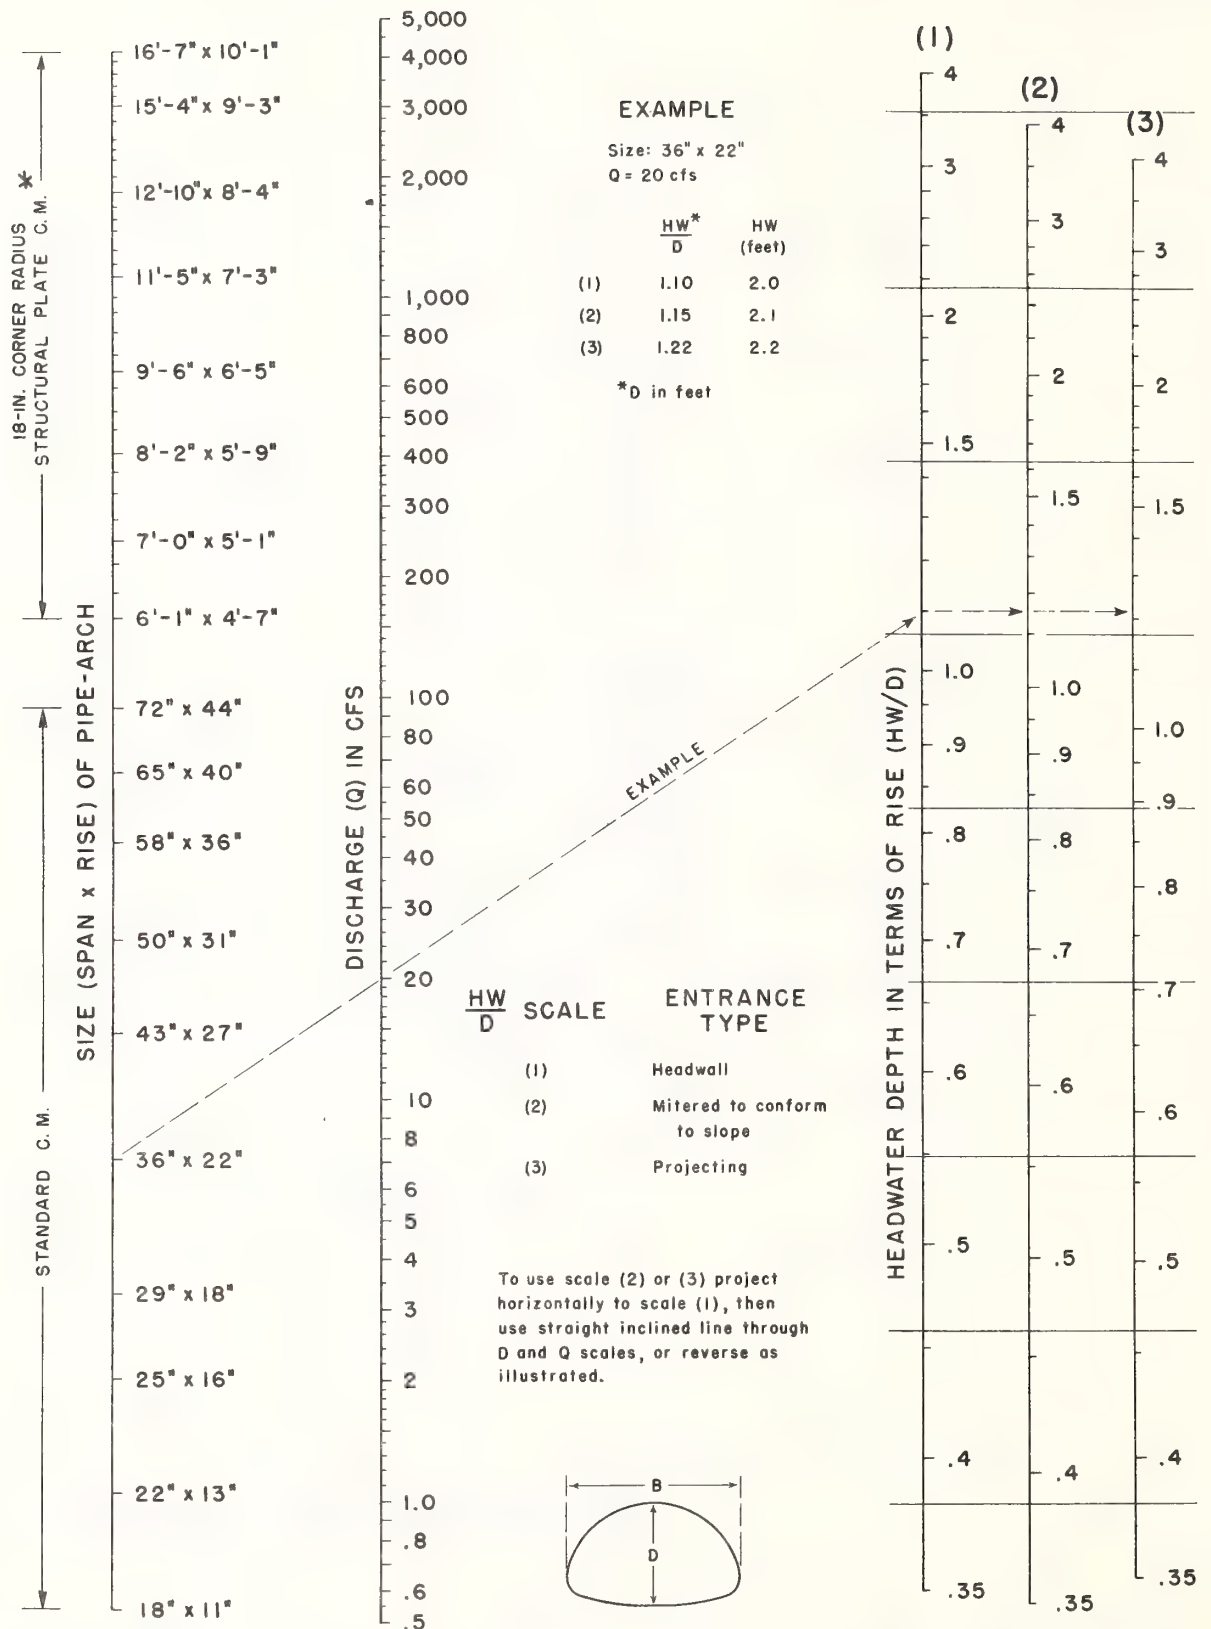 18-IN. CORNER RADIUS
STRUCTURAL PLATE C.M. *
STANDARD C. M.
SIZE (SPAN x RISE) OF PIPE-ARCH
16'-7" x 10'-1"
15'-4" x 9'-3"
12'-10" x 8'-4"
11'-5" x 7'-3"
9'-6" x 6'-5"
8'-2" x 5'-9"
7'-0" x 5'-1"
6'-1" x 4'-7"
72" x 44"
65" x 40"
58" x 36"
50" x 31"
43" x 27"
36" x 22"
29" x 18"
25" x 16"
22" x 13"
18" x 11"
DISCHARGE (Q) IN CFS
5,000
4,000
3,000
2,000
1,000
800
600
500
400
300
200
100
80
60
50
40
30
20
10
8
6
5
4
3
2
1.0
.8
.6
.5
EXAMPLE
Size: 36" x 22"
Q = 20 cfs
HW* HW
D (feet)
(1) 1.10 2.0
(2) 1.15 2.1
(3) 1.22 2.2
*D in feet
EXAMPLE
HW
D SCALE ENTRANCE TYPE
(1) Headwall
(2) Mitered to conform
to slope
(3) Projecting
To use scale (2) or (3) project
horizontally to scale (1), then
use straight inclined line through
D and Q scales, or reverse as
illustrated.
B
D
HEADWATER DEPTH IN TERMS OF RISE (HW/D)
(1)
4
3
2
1.5
1.0
.9
.8
.7
.6
.5
.4
.35
(2)
4
3
2
1.5
1.0
.9
.8
.7
.6
.5
.4
.35
(3)
4
3
2
1.5
1.0
.9
.8
.7
.6
.5
.4
.35